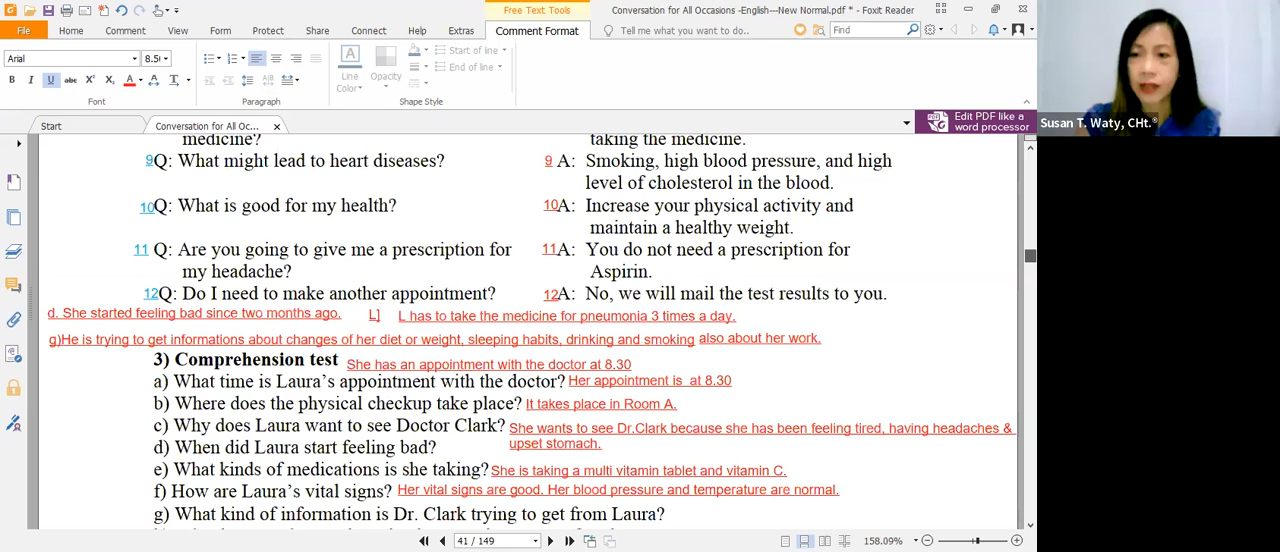 Free Text Tools
Conversation for All Occasions -English---New Normal.pdf * - Foxit Reader
File Home Comment View Form Protect Share Connect Help Extras Comment Format Tell me what you want to do.. Find
Arial 8.5
B I U abc X² X₂ A A T
Line Color
Opacity
Start of line
End of line
Font Paragraph Shape Style
Start
Conversation for All Oc...
Edit PDF like a word processor
Susan T. Waty, CHt.®
medicine? taking the medicine.
9 Q: What might lead to heart diseases? 9 A: Smoking, high blood pressure, and high
level of cholesterol in the blood.
10 Q: What is good for my health? 10 A: Increase your physical activity and
maintain a healthy weight.
11 Q: Are you going to give me a prescription for 11 A: You do not need a prescription for
my headache? Aspirin.
12 Q: Do I need to make another appointment? 12 A: No, we will mail the test results to you.
d. She started feeling bad since two months ago. L] L has to take the medicine for pneumonia 3 times a day.
g)He is trying to get informations about changes of her diet or weight, sleeping habits, drinking and smoking also about her work.
3) Comprehension test She has an appointment with the doctor at 8.30
a) What time is Laura's appointment with the doctor? Her appointment is at 8.30
b) Where does the physical checkup take place? It takes place in Room A.
c) Why does Laura want to see Doctor Clark? She wants to see Dr.Clark because she has been feeling tired, having headaches &
upset stomach.
d) When did Laura start feeling bad?
e) What kinds of medications is she taking? She is taking a multi vitamin tablet and vitamin C.
f) How are Laura's vital signs? Her vital signs are good. Her blood pressure and temperature are normal.
g) What kind of information is Dr. Clark trying to get from Laura?
41 / 149
158.09%